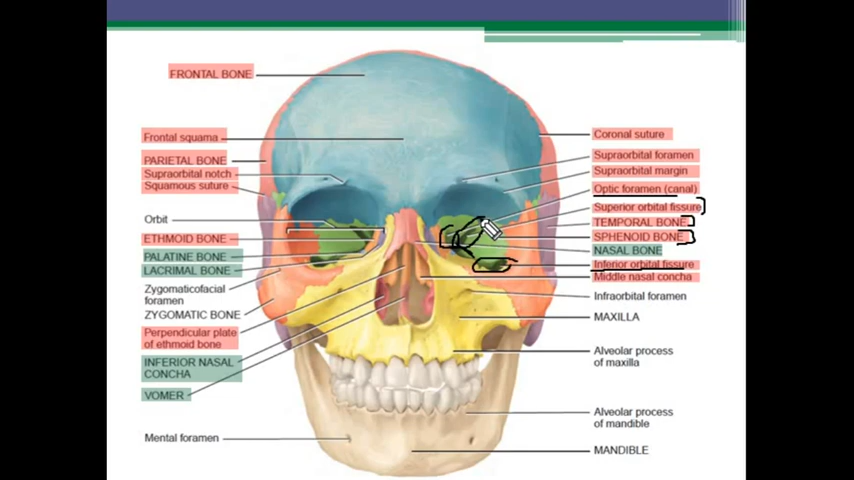 FRONTAL BONE
Frontal squama
PARIETAL BONE
Supraorbital notch
Squamous suture
Orbit
ETHMOID BONE
PALATINE BONE
LACRIMAL BONE
Zygomaticofacial
foramen
ZYGOMATIC BONE
Perpendicular plate
of ethmoid bone
INFERIOR NASAL
CONCHA
VOMER
Mental foramen
Coronal suture
Supraorbital foramen
Supraorbital margin
Optic foramen (canal)
Superior orbital fissure
TEMPORAL BONE
SPHENOID BONE
NASAL BONE
Inferior orbital fissure
Middle nasal concha
Infraorbital foramen
MAXILLA
Alveolar process
of maxilla
Alveolar process
of mandible
MANDIBLE